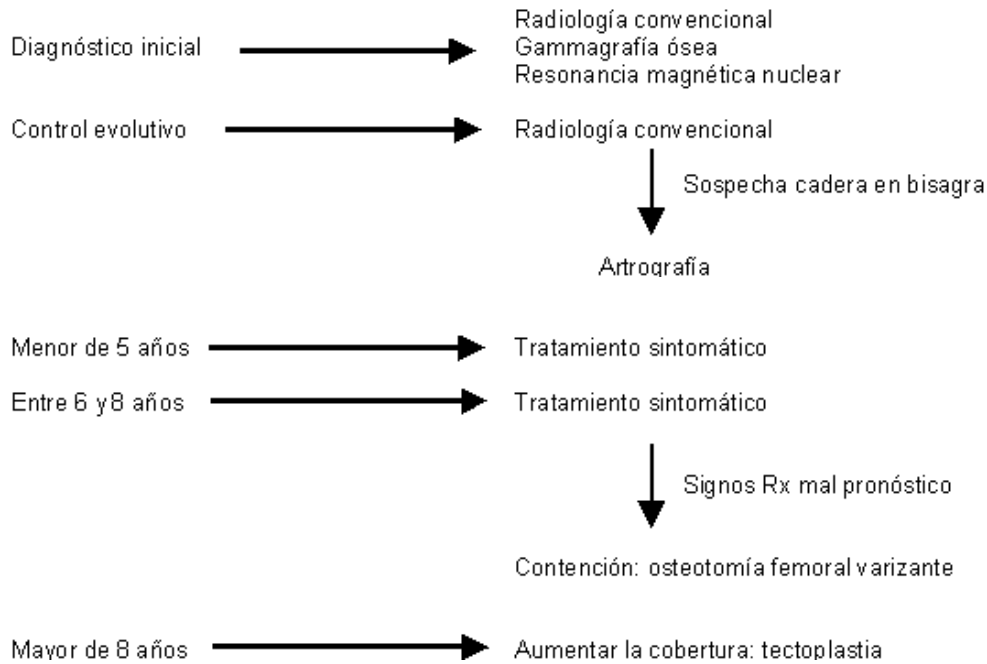 Diagnóstico inicial
Radiología convencional
Gammagrafía ósea
Resonancia magnética nuclear
Control evolutivo
Radiología convencional
Sospecha cadera en bisagra
Artrografía
Menor de 5 años
Tratamiento sintomático
Entre 6 y 8 años
Tratamiento sintomático
Signos Rx mal pronóstico
Contención: osteotomía femoral varizante
Mayor de 8 años
Aumentar la cobertura: tectoplastia